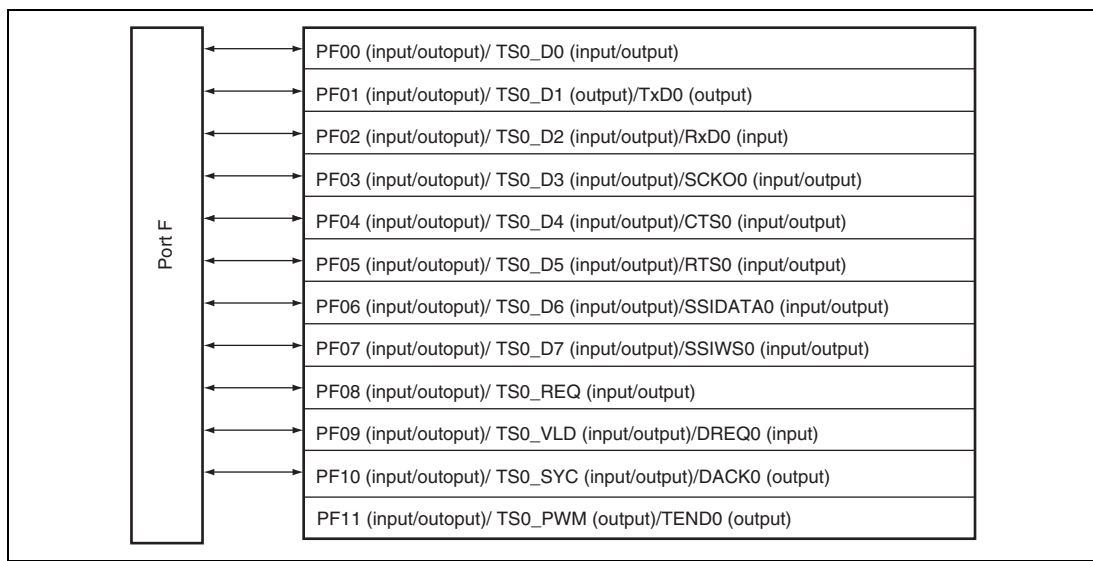 Port F
PF00 (input/outoput)/ TS0_D0 (input/output)
PF01 (input/outoput)/ TS0_D1 (output)/TxD0 (output)
PF02 (input/outoput)/ TS0_D2 (input/output)/RxD0 (input)
PF03 (input/outoput)/ TS0_D3 (input/output)/SCKO0 (input/output)
PF04 (input/outoput)/ TS0_D4 (input/output)/CTS0 (input/output)
PF05 (input/outoput)/ TS0_D5 (input/output)/RTS0 (input/output)
PF06 (input/outoput)/ TS0_D6 (input/output)/SSIDATA0 (input/output)
PF07 (input/outoput)/ TS0_D7 (input/output)/SSIWS0 (input/output)
PF08 (input/outoput)/ TS0_REQ (input/output)
PF09 (input/outoput)/ TS0_VLD (input/output)/DREQ0 (input)
PF10 (input/outoput)/ TS0_SYC (input/output)/DACK0 (output)
PF11 (input/outoput)/ TS0_PWM (output)/TEND0 (output)